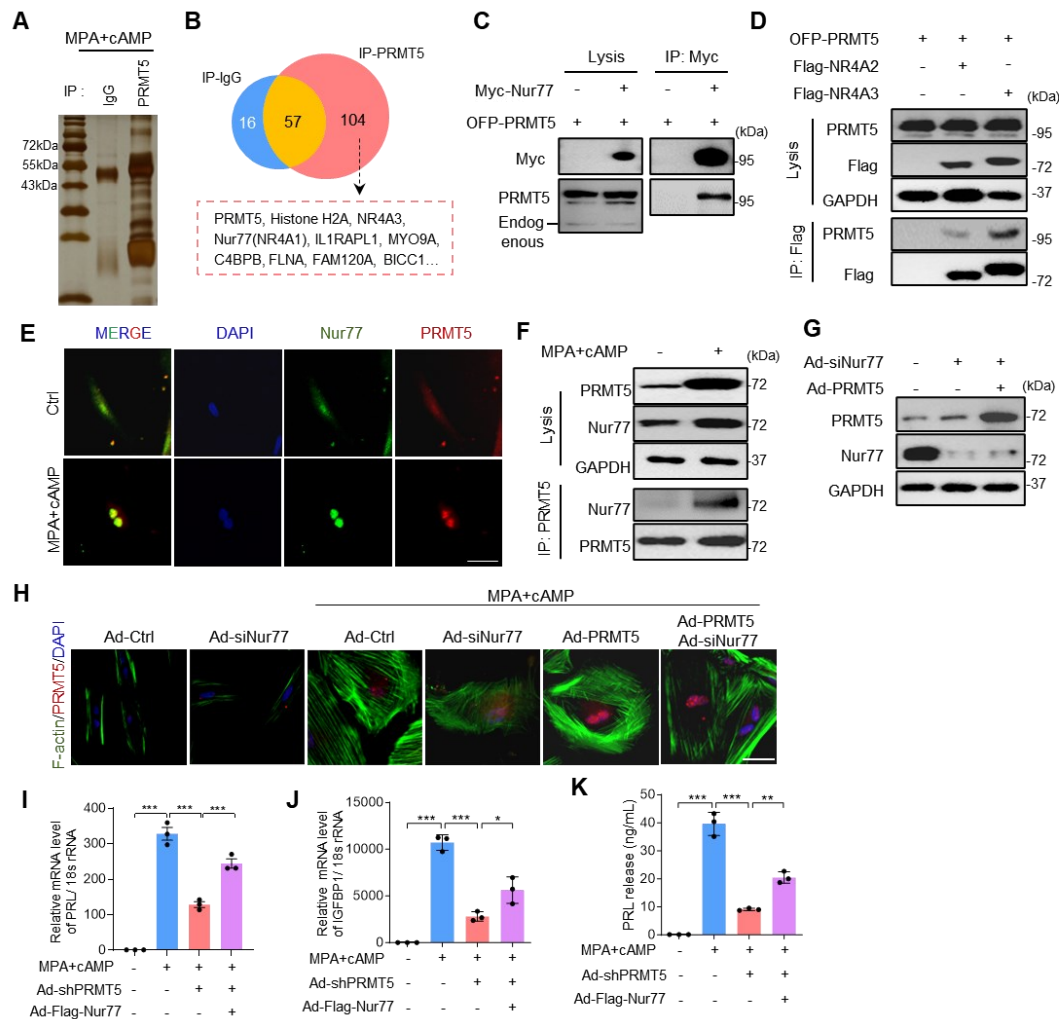 A
MPA+cAMP
IP :
IgG
PRMT5
72kDa
55kDa
43kDa
B
IP-PRMT5
IP-IgG
16
57
104
PRMT5, Histone H2A, NR4A3,
Nur77(NR4A1), IL1RAPL1, MYO9A,
C4BPB, FLNA, FAM120A, BICC1...
C
Lysis
IP: Myc
Myc-Nur77 - + - +
OFP-PRMT5 + + + +
(kDa)
Myc
-95
PRMT5
-95
Endog
enous
D
OFP-PRMT5 + + +
Flag-NR4A2 +
Flag-NR4A3 +
(kDa)
Lysis
PRMT5
-95
Flag
-72
GAPDH
IP: Flag
PRMT5
-95
Flag
-72
E
MERGE DAPI Nur77 PRMT5
Ctrl
MPA+cAMP
F
MPA+cAMP - + (kDa)
Lysis
PRMT5 -72
Nur77 -72
GAPDH -37
IP: PRMT5
Nur77 -72
PRMT5 -72
G
Ad-siNur77 - + +
Ad-PRMT5 - - +
(kDa)
PRMT5 -72
Nur77 -72
GAPDH -37
H
MPA+cAMP
Ad-Ctrl Ad-siNur77 Ad-Ctrl Ad-siNur77 Ad-PRMT5 Ad-PRMT5
Ad-siNur77
F-actin/PRMT5/DAPI
I
Relative mRNA level
of PRL/ 18s rRNA
400
300
200
100
0
*** *** ***
MPA+cAMP - + + +
Ad-shPRMT5 - - + +
Ad-Flag-Nur77 - - - +
J
Relative mRNA level
of IGFBP1/ 18s rRNA
15000
10000
5000
0
*** *** *
MPA+cAMP - + + +
Ad-shPRMT5 - - + +
Ad-Flag-Nur77 - - - +
K
PRL release (ng/mL)
50
40
30
20
10
0
*** *** **
MPA+cAMP - + + +
Ad-shPRMT5 - - + +
Ad-Flag-Nur77 - - - +